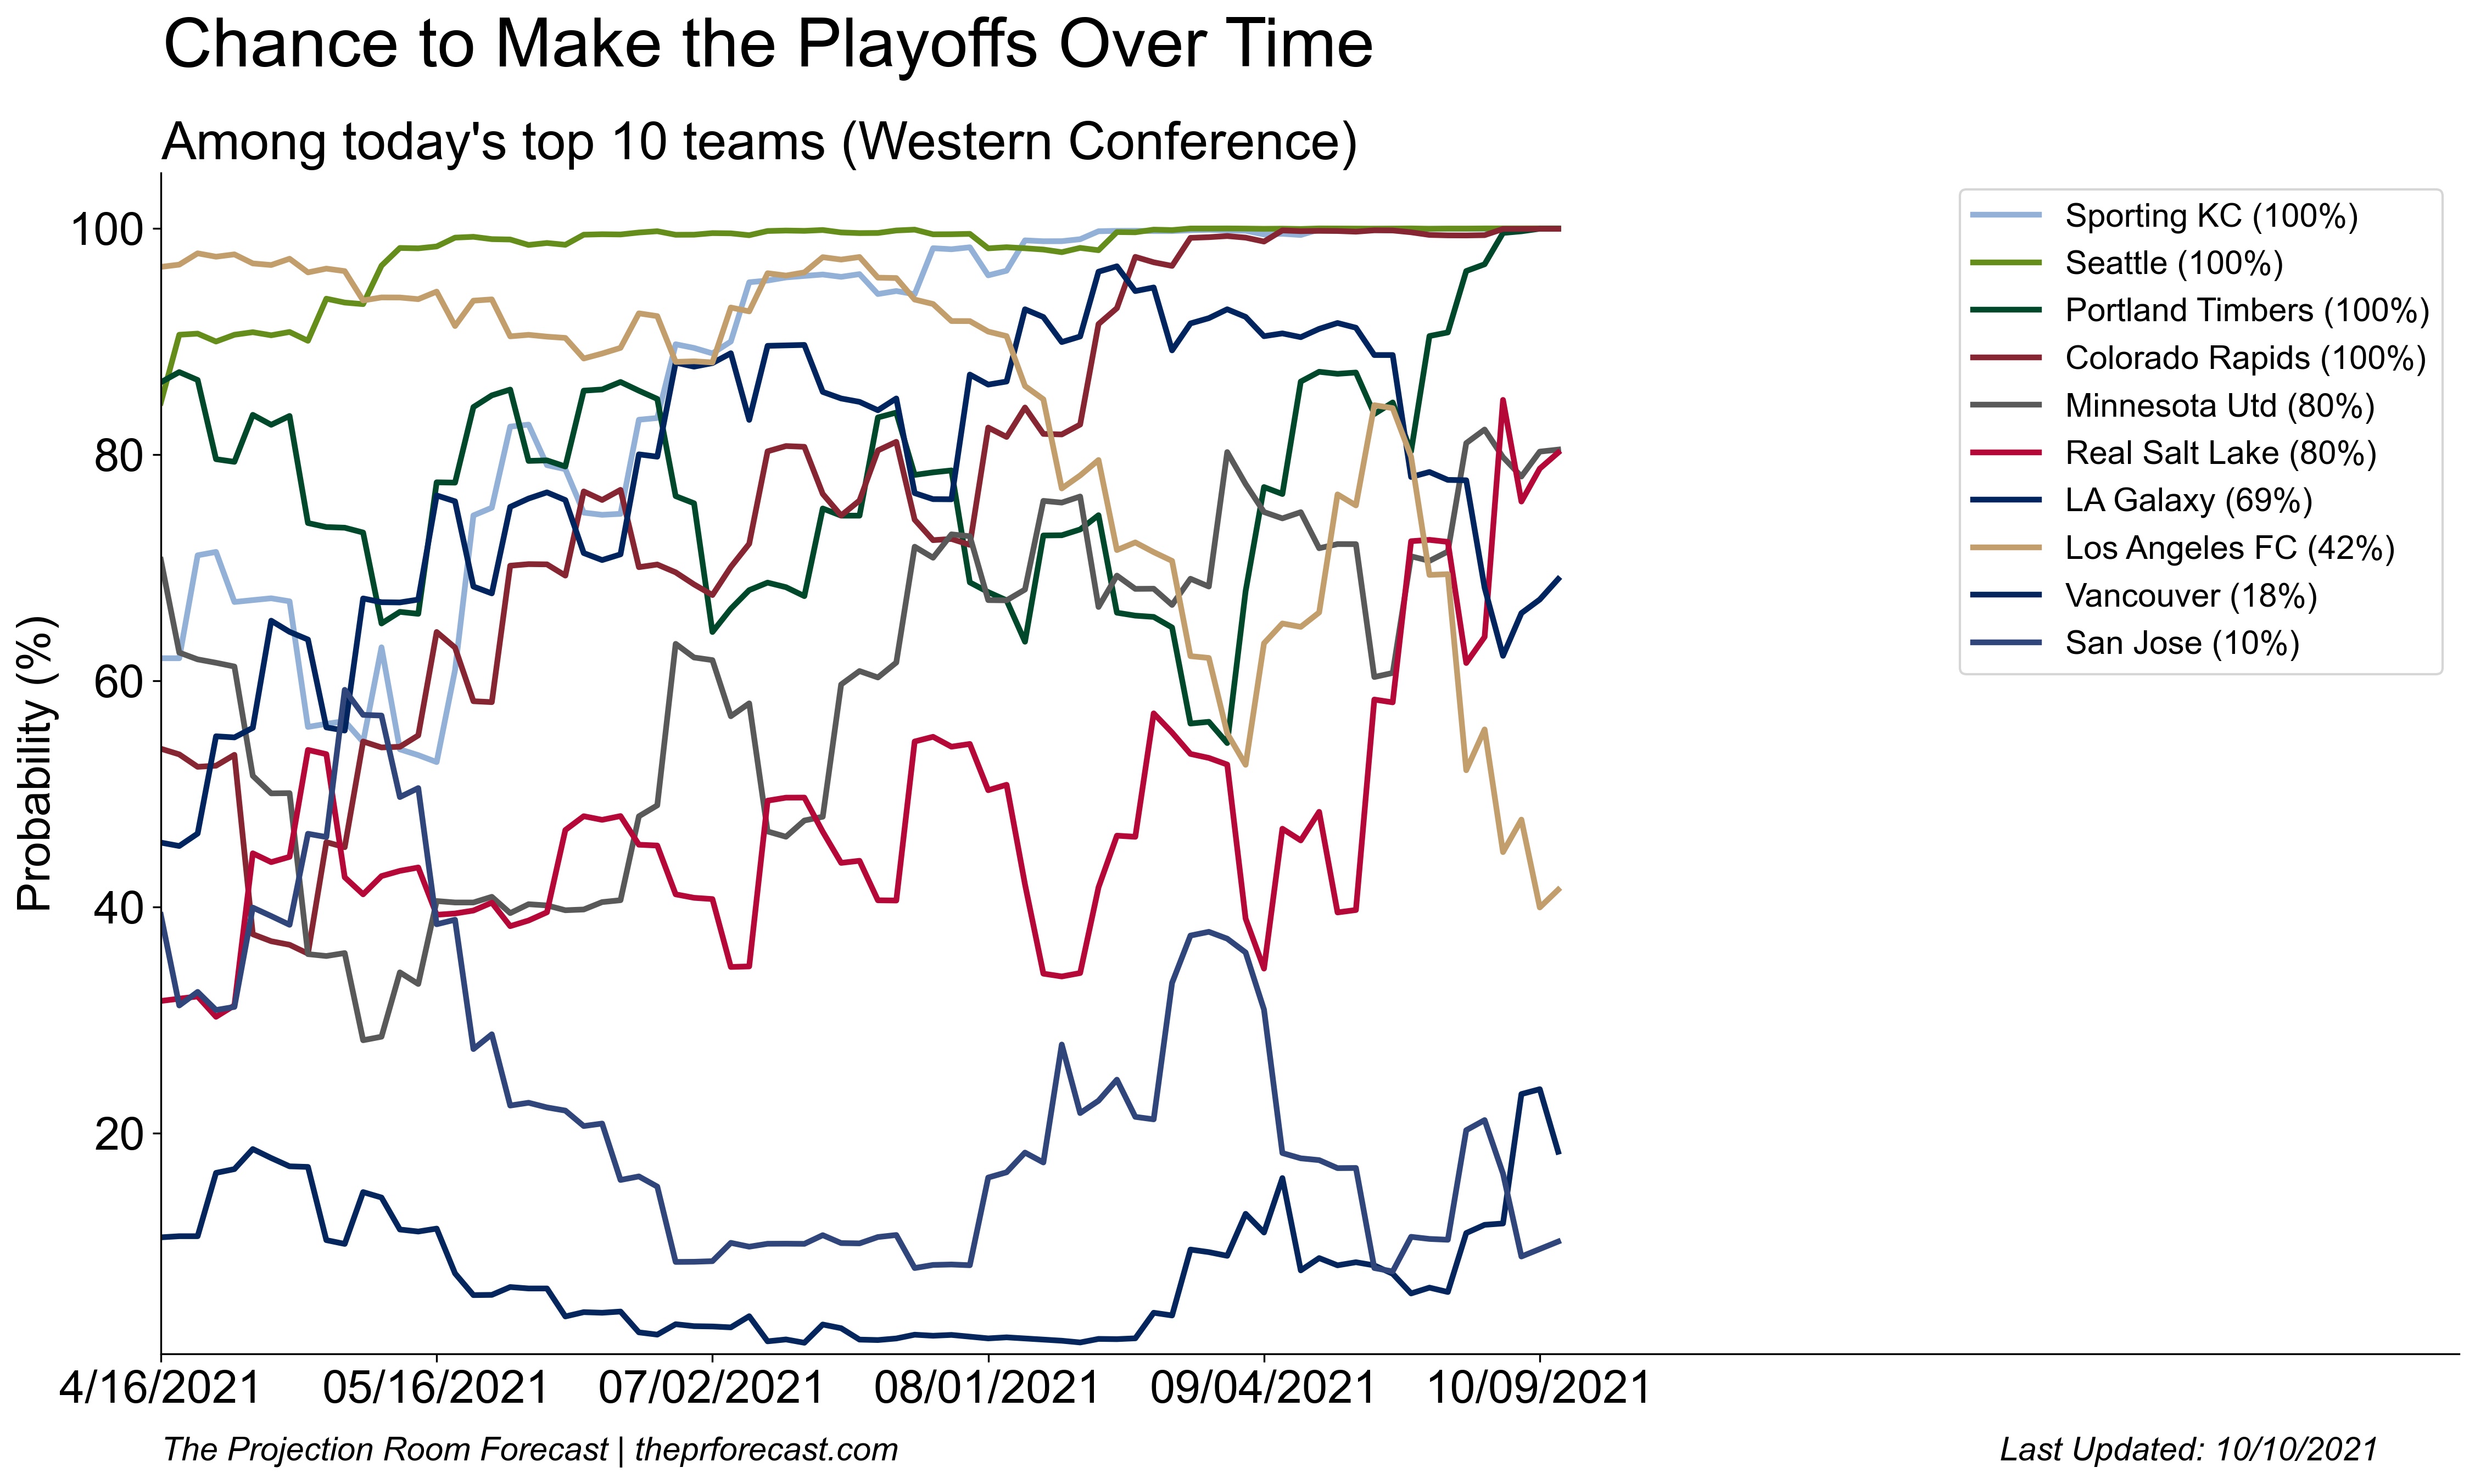 Chance to Make the Playoffs Over Time
Among today's top 10 teams (Western Conference)
Probability (%)
100
80
60
40
20
4/16/2021
05/16/2021
07/02/2021
08/01/2021
09/04/2021
10/09/2021
Sporting KC (100%)
Seattle (100%)
Portland Timbers (100%)
Colorado Rapids (100%)
Minnesota Utd (80%)
Real Salt Lake (80%)
LA Galaxy (69%)
Los Angeles FC (42%)
Vancouver (18%)
San Jose (10%)
The Projection Room Forecast | theprforecast.com
Last Updated: 10/10/2021